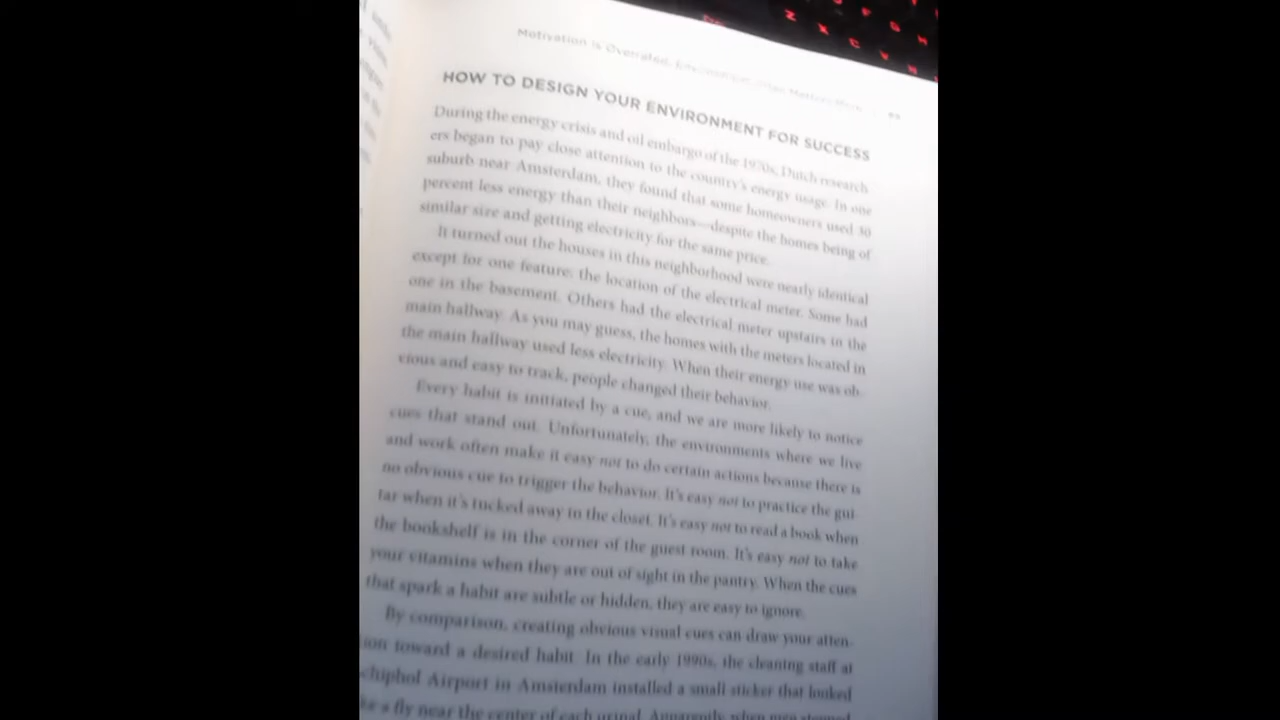 Z
X G H
C V N
Motivation Is Overrated; Environment Often Matters More
HOW TO DESIGN YOUR ENVIRONMENT FOR SUCCESS
During the energy crisis and oil embargo of the 1970s, Dutch research-
ers began to pay close attention to the country's energy usage. In one
suburb near Amsterdam, they found that some homeowners used 30
percent less energy than their neighbors—despite the homes being of
similar size and getting electricity for the same price.
It turned out the houses in this neighborhood were nearly identical
except for one feature: the location of the electrical meter. Some had
one in the basement. Others had the electrical meter upstairs in the
main hallway. As you may guess, the homes with the meters located in
the main hallway used less electricity. When their energy use was ob-
vious and easy to track, people changed their behavior.
Every habit is initiated by a cue, and we are more likely to notice
cues that stand out. Unfortunately, the environments where we live
and work often make it easy not to do certain actions because there is
no obvious cue to trigger the behavior. It's easy not to practice the gui-
tar when it's tucked away in the closet. It's easy not to read a book when
the bookshelf is in the corner of the guest room. It's easy not to take
your vitamins when they are out of sight in the pantry. When the cues
that spark a habit are subtle or hidden, they are easy to ignore.
By comparison, creating obvious visual cues can draw your atten-
ion toward a desired habit. In the early 1990s, the cleaning staff at
chiphol Airport in Amsterdam installed a small sticker that looked
ke a fly near the center of each urinal. Apparently, when men stepped